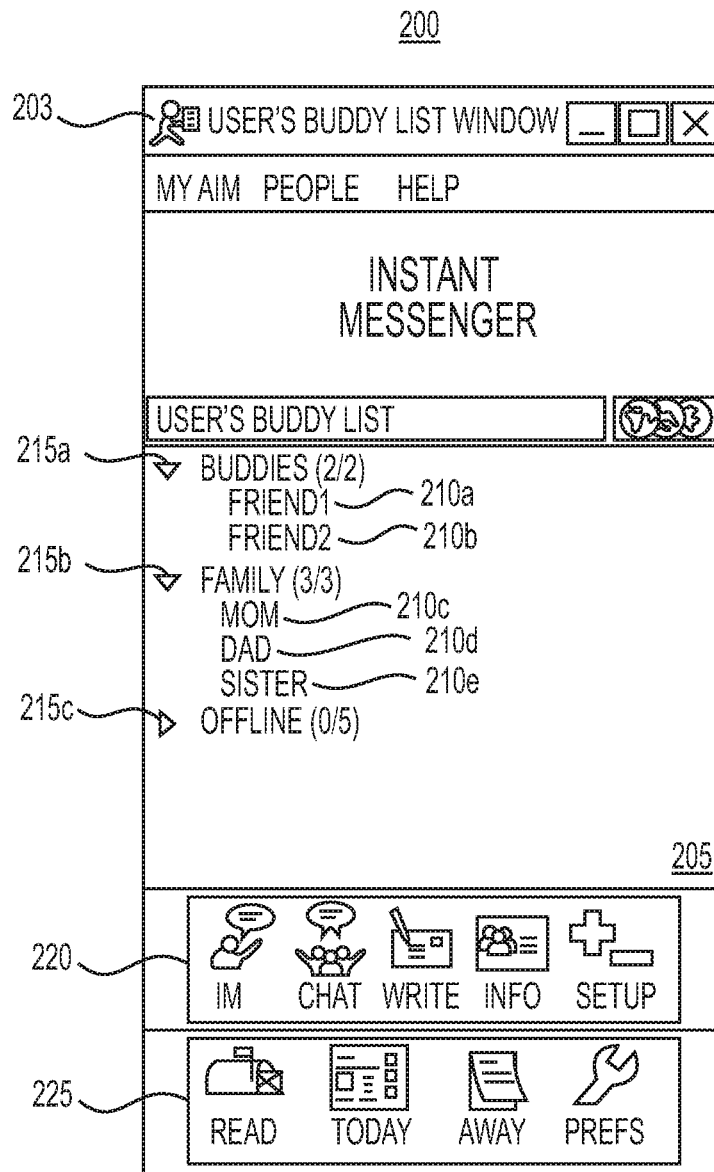 200
203 USER'S BUDDY LIST WINDOW
MY AIM PEOPLE HELP
INSTANT
MESSENGER
USER'S BUDDY LIST
215a BUDDIES (2/2)
FRIEND1 210a
FRIEND2 210b
215b FAMILY (3/3)
MOM 210c
DAD 210d
SISTER 210e
215c OFFLINE (0/5)
205
220 IM CHAT WRITE INFO SETUP
225 READ TODAY AWAY PREFS